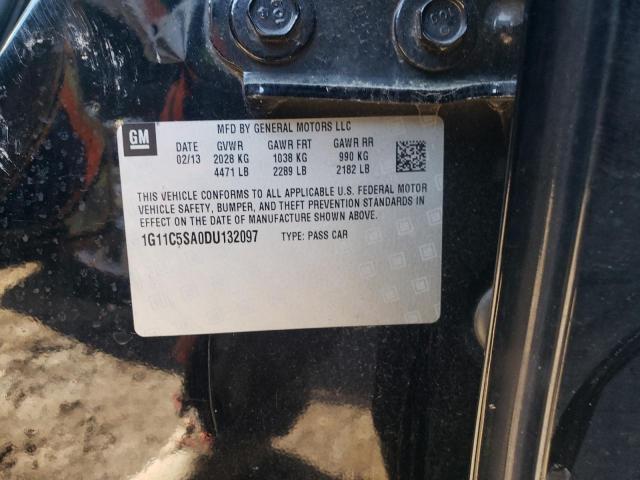 GM
MFD BY GENERAL MOTORS LLC
DATE GVWR GAWR FRT GAWR RR
02/13 2028 KG 1038 KG 990 KG
4471 LB 2289 LB 2182 LB
THIS VEHICLE CONFORMS TO ALL APPLICABLE U.S. FEDERAL MOTOR
VEHICLE SAFETY, BUMPER, AND THEFT PREVENTION STANDARDS IN
EFFECT ON THE DATE OF MANUFACTURE SHOWN ABOVE.
1G11C5SA0DU132097 TYPE: PASS CAR